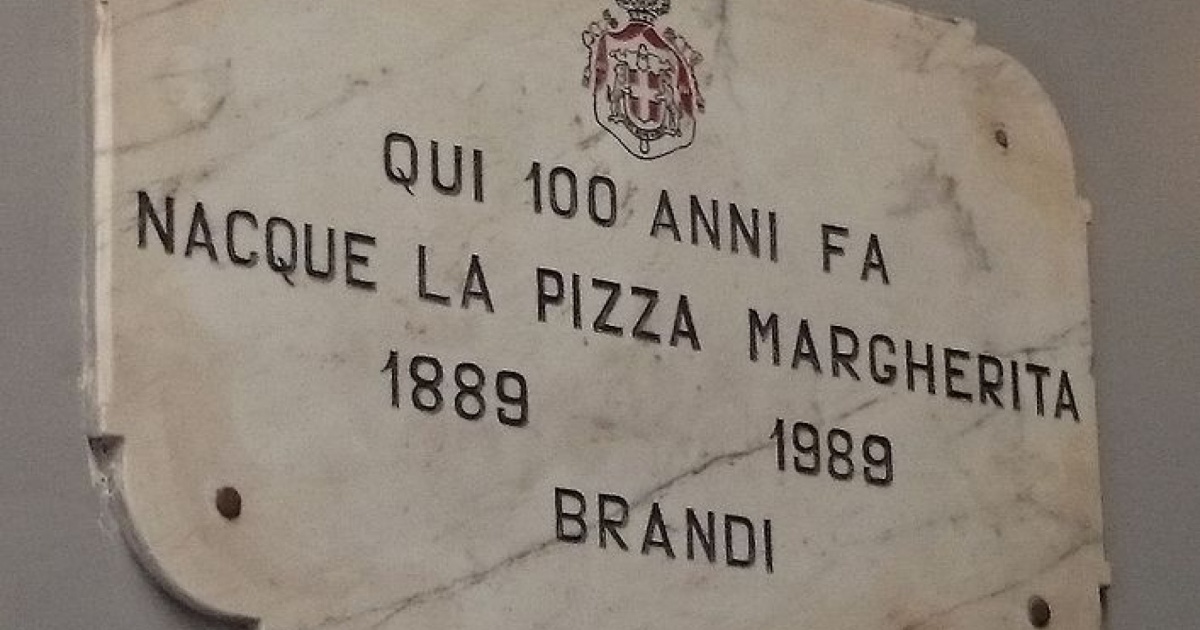 QUI 100 ANNI FA
NACQUE LA PIZZA MARGHERITA
1889 1989
BRANDI